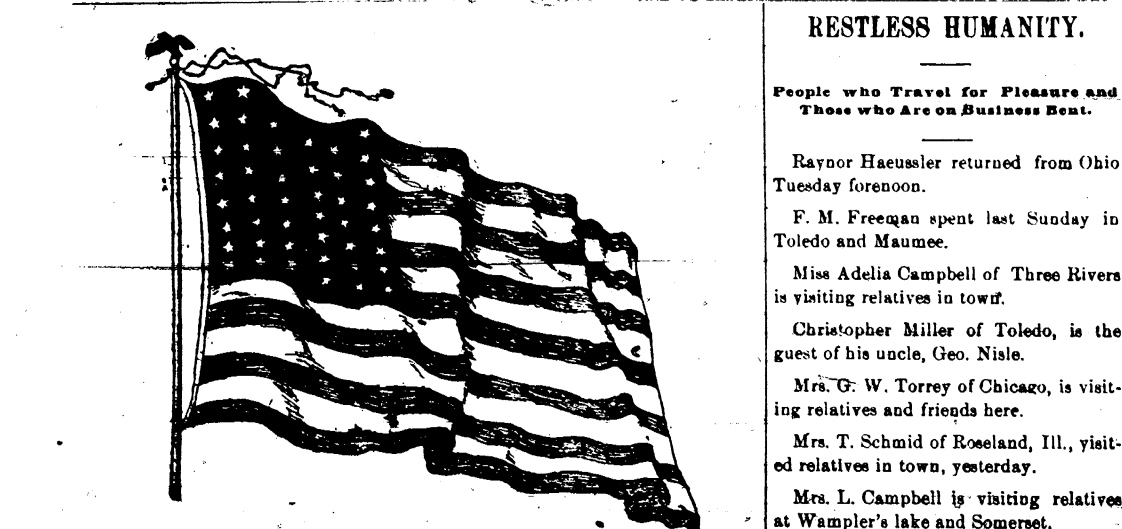 RESTLESS HUMANITY.
People who Travel for Pleasure and
Those who Are on Business Bent.
Raynor Haeussler returned from Ohio
Tuesday forenoon.
F. M. Freeman spent last Sunday in
Toledo and Maumee.
Miss Adelia Campbell of Three Rivers
is visiting relatives in town.
Christopher Miller of Toledo, is the
guest of his uncle, Geo. Nisle.
Mrs. G. W. Torrey of Chicago, is visit-
ing relatives and friends here.
Mrs. T. Schmid of Roseland, Ill., visit-
ed relatives in town, yesterday.
Mrs. L. Campbell is visiting relatives
at Wampler's lake and Somerset.